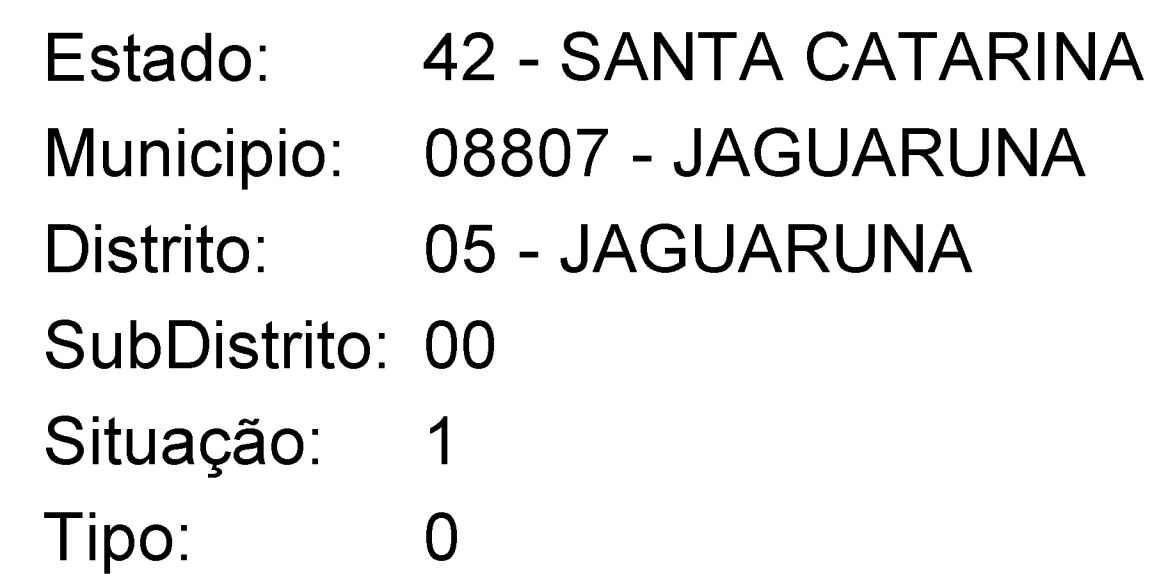 Estado: 42 - SANTA CATARINA
Municipio: 08807 - JAGUARUNA
Distrito: 05 - JAGUARUNA
SubDistrito: 00
Situação: 1
Tipo: 0